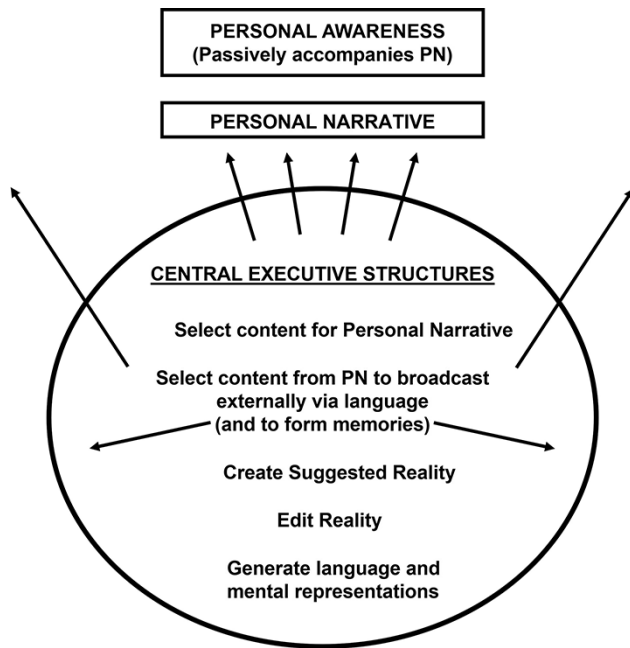 PERSONAL AWARENESS
(Passively accompanies PN)
PERSONAL NARRATIVE
CENTRAL EXECUTIVE STRUCTURES
Select content for Personal Narrative
Select content from PN to broadcast
externally via language
(and to form memories)
Create Suggested Reality
Edit Reality
Generate language and
mental representations